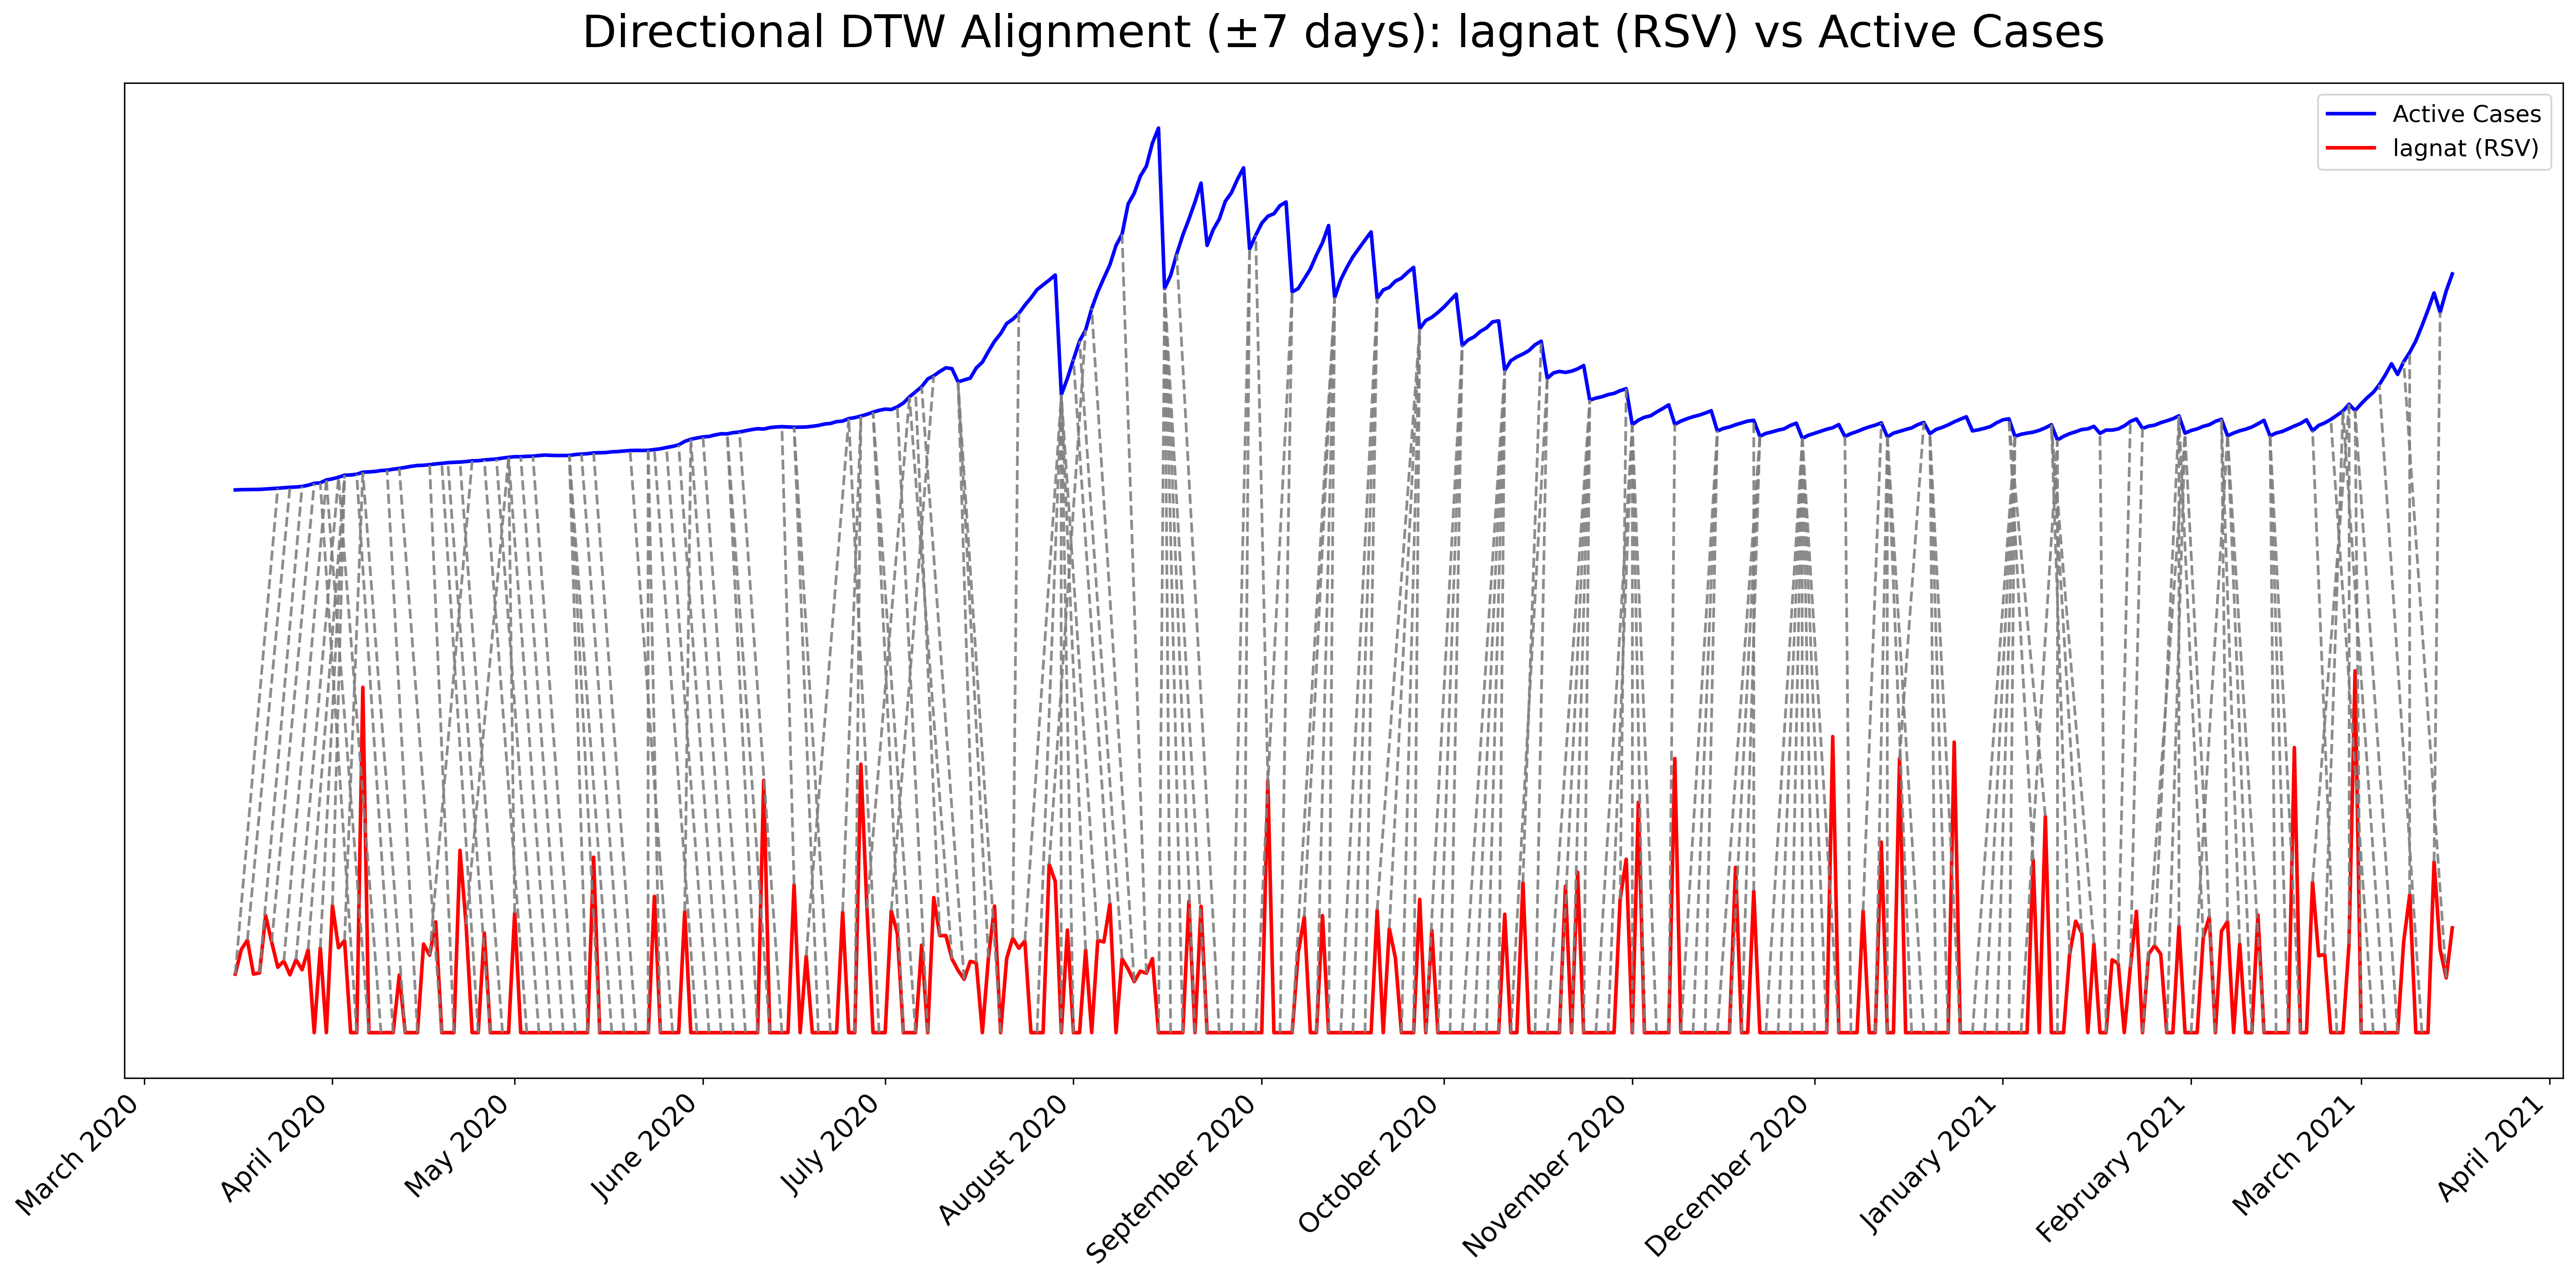 Directional DTW Alignment (±7 days): lagnat (RSV) vs Active Cases
Active Cases
lagnat (RSV)
March 2020
April 2020
May 2020
June 2020
July 2020
August 2020
September 2020
October 2020
November 2020
December 2020
January 2021
February 2021
March 2021
April 2021